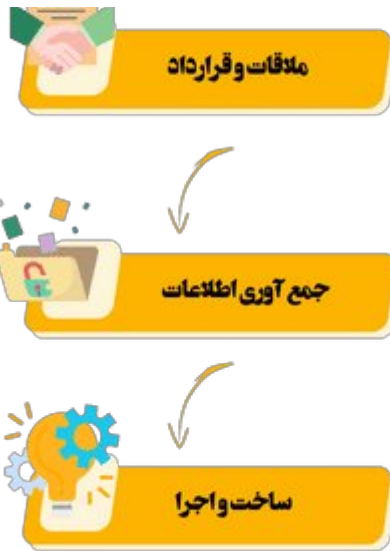 ملاقات و قرارداد
جمع آوری اطلاعات
ساخت و اجرا